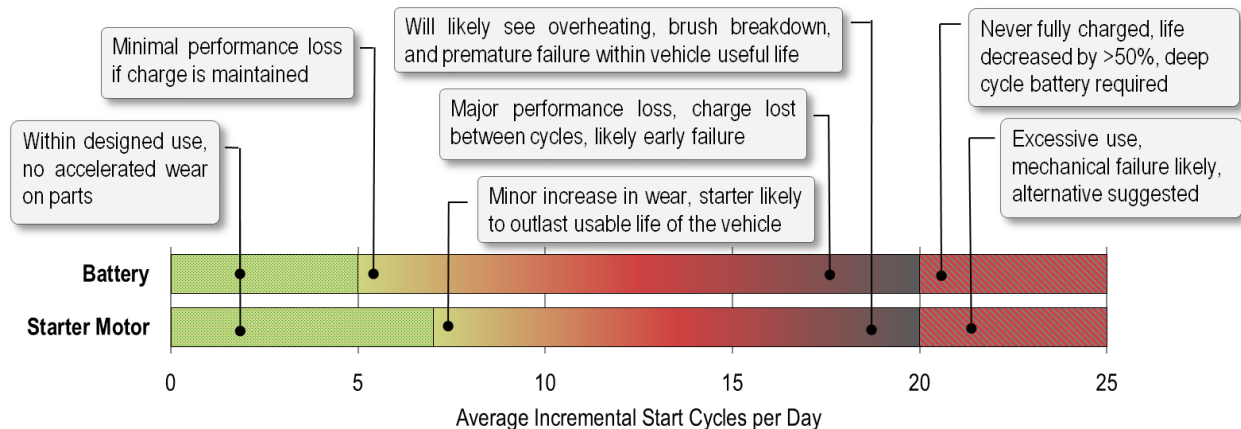 Will likely see overheating, brush breakdown,
and premature failure within vehicle useful life
Never fully charged, life
decreased by >50%, deep
cycle battery required
Minimal performance loss
if charge is maintained
Major performance loss, charge lost
between cycles, likely early failure
Within designed use,
no accelerated wear
on parts
Excessive use,
mechanical failure likely,
alternative suggested
Minor increase in wear, starter likely
to outlast usable life of the vehicle
Battery
Starter Motor
0 5 10 15 20 25
Average Incremental Start Cycles per Day